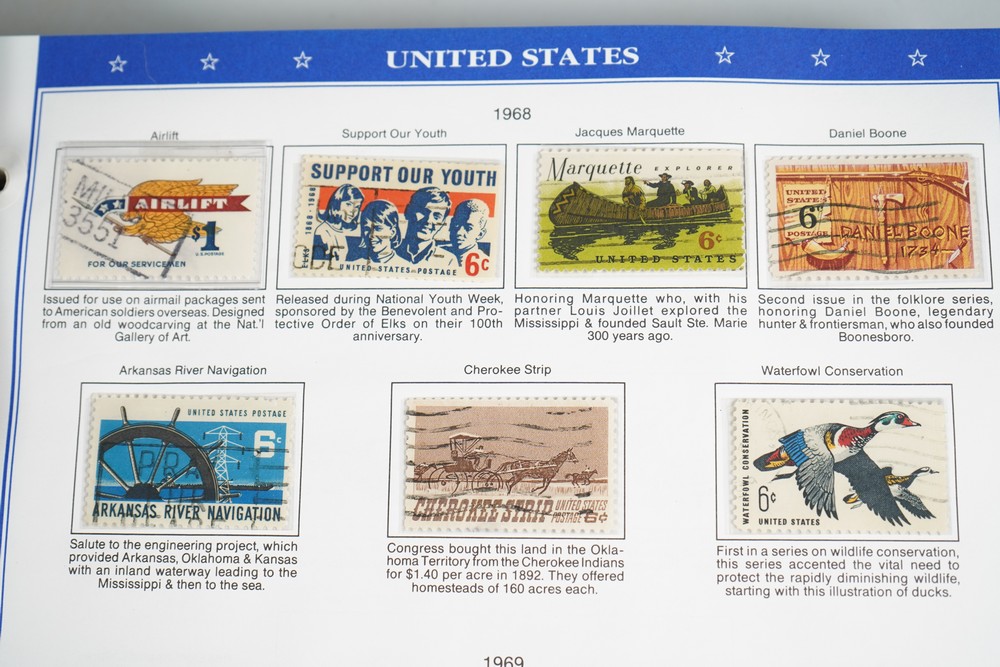 UNITED STATES
1968
Airlift
Support Our Youth
Jacques Marquette
Daniel Boone
MIL
3551
AIRLIFT
$1
U.S. POSTAGE
FOR OUR SERVICEMEN
SUPPORT OUR YOUTH
1868-1968
ELKS
DE
UNITED STATES POSTAGE
6c
Marquette EXPLORER
6c
UNITED STATES
UNITED
STATES
6c
POSTAGE
DANIEL BOONE
1734
Issued for use on airmail packages sent
to American soldiers overseas. Designed
from an old woodcarving at the Nat.'l
Gallery of Art.
Released during National Youth Week,
sponsored by the Benevolent and Pro-
tective Order of Elks on their 100th
anniversary.
Honoring Marquette who, with his
partner Louis Joillet explored the
Mississippi & founded Sault Ste. Marie
300 years ago.
Second issue in the folklore series,
honoring Daniel Boone, legendary
hunter & frontiersman, who also founded
Boonesboro.
Arkansas River Navigation
Cherokee Strip
Waterfowl Conservation
UNITED STATES POSTAGE
6c
ARKANSAS RIVER NAVIGATION
CHEROKEE STRIP
UNITED STATES
POSTAGE 6¢
WATERFOWL CONSERVATION
6¢
UNITED STATES
Salute to the engineering project, which
provided Arkansas, Oklahoma & Kansas
with an inland waterway leading to the
Mississippi & then to the sea.
Congress bought this land in the Okla-
homa Territory from the Cherokee Indians
for $1.40 per acre in 1892. They offered
homesteads of 160 acres each.
First in a series on wildlife conservation,
this series accented the vital need to
protect the rapidly diminishing wildlife,
starting with this illustration of ducks.
1969